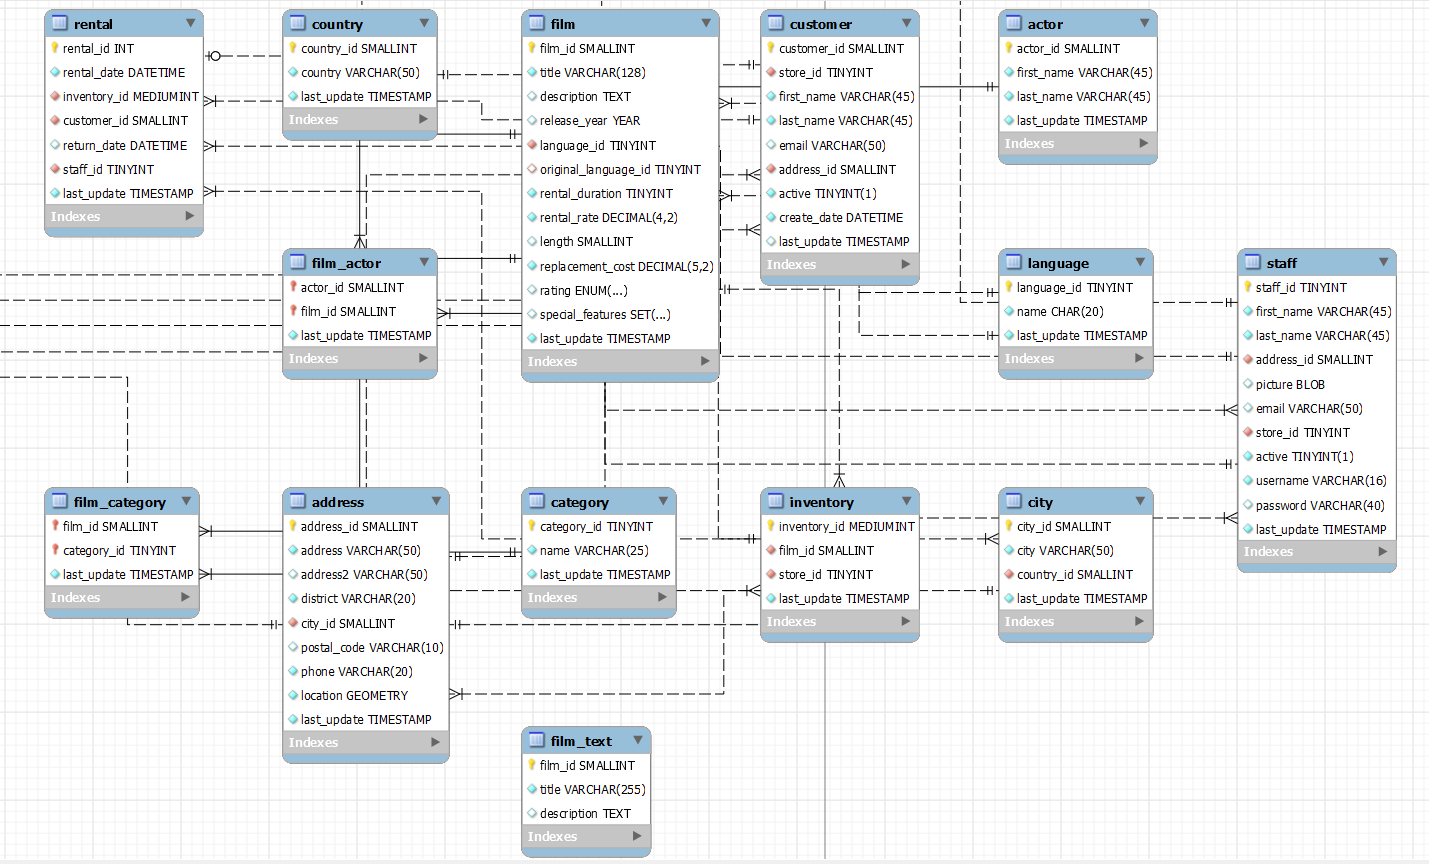 rental
rental_id INT
rental_date DATETIME
inventory_id MEDIUMINT
customer_id SMALLINT
return_date DATETIME
staff_id TINYINT
last_update TIMESTAMP
Indexes
country
country_id SMALLINT
country VARCHAR(50)
last_update TIMESTAMP
Indexes
film
film_id SMALLINT
title VARCHAR(128)
description TEXT
release_year YEAR
language_id TINYINT
original_language_id TINYINT
rental_duration TINYINT
rental_rate DECIMAL(4,2)
length SMALLINT
replacement_cost DECIMAL(5,2)
rating ENUM(...)
special_features SET(...)
last_update TIMESTAMP
Indexes
customer
customer_id SMALLINT
store_id TINYINT
first_name VARCHAR(45)
last_name VARCHAR(45)
email VARCHAR(50)
address_id SMALLINT
active TINYINT(1)
create_date DATETIME
last_update TIMESTAMP
Indexes
actor
actor_id SMALLINT
first_name VARCHAR(45)
last_name VARCHAR(45)
last_update TIMESTAMP
Indexes
film_actor
actor_id SMALLINT
film_id SMALLINT
last_update TIMESTAMP
Indexes
language
language_id TINYINT
name CHAR(20)
last_update TIMESTAMP
Indexes
staff
staff_id TINYINT
first_name VARCHAR(45)
last_name VARCHAR(45)
address_id SMALLINT
picture BLOB
email VARCHAR(50)
store_id TINYINT
active TINYINT(1)
username VARCHAR(16)
password VARCHAR(40)
last_update TIMESTAMP
Indexes
film_category
film_id SMALLINT
category_id TINYINT
last_update TIMESTAMP
Indexes
address
address_id SMALLINT
address VARCHAR(50)
address2 VARCHAR(50)
district VARCHAR(20)
city_id SMALLINT
postal_code VARCHAR(10)
phone VARCHAR(20)
location GEOMETRY
last_update TIMESTAMP
Indexes
category
category_id TINYINT
name VARCHAR(25)
last_update TIMESTAMP
Indexes
inventory
inventory_id MEDIUMINT
film_id SMALLINT
store_id TINYINT
last_update TIMESTAMP
Indexes
city
city_id SMALLINT
city VARCHAR(50)
country_id SMALLINT
last_update TIMESTAMP
Indexes
film_text
film_id SMALLINT
title VARCHAR(255)
description TEXT
Indexes